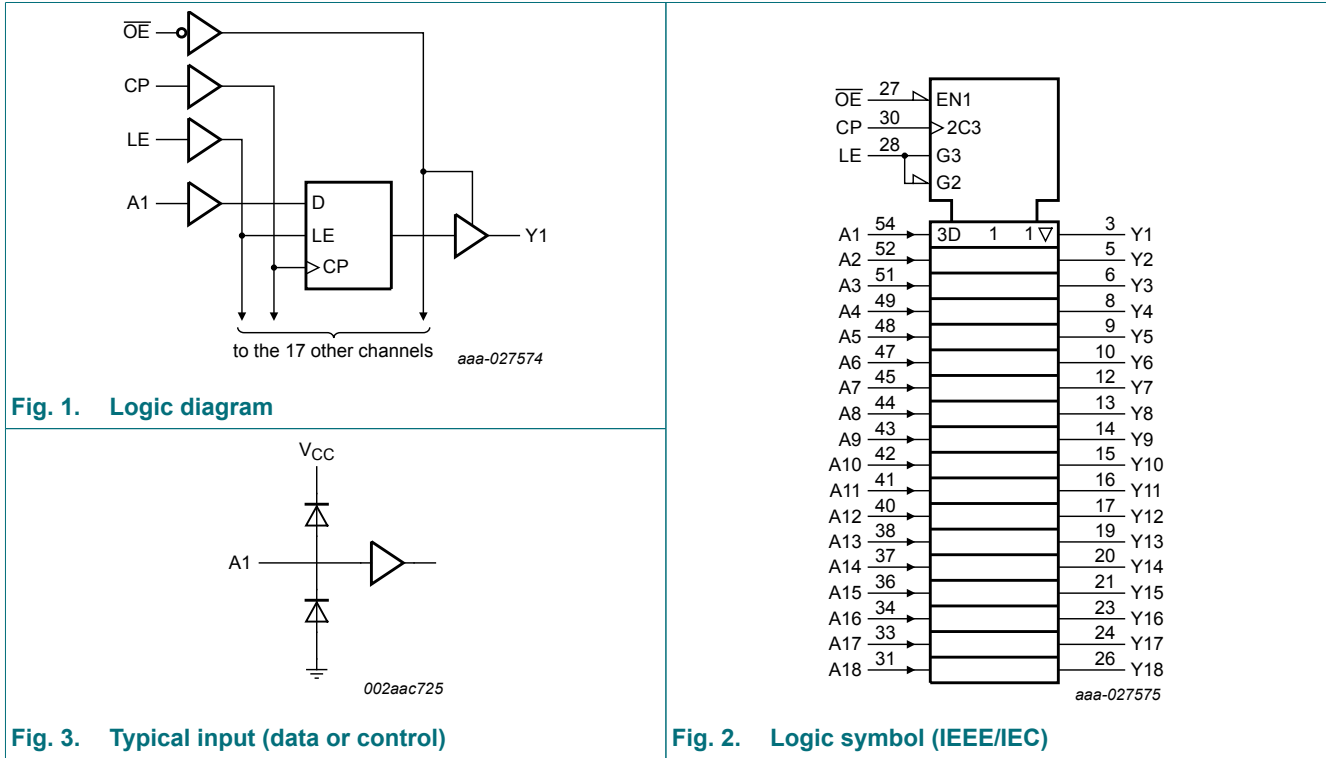 OE
CP
LE
A1
D
LE
CP
Y1
to the 17 other channels
aaa-027574
Fig. 1. Logic diagram
VCC
A1
002aac725
Fig. 3. Typical input (data or control)
OE 27 EN1
CP 30 2C3
LE 28 G3
G2
A1 54 3D 1 1 ▽ 3 Y1
A2 52 5 Y2
A3 51 6 Y3
A4 49 8 Y4
A5 48 9 Y5
A6 47 10 Y6
A7 45 12 Y7
A8 44 13 Y8
A9 43 14 Y9
A10 42 15 Y10
A11 41 16 Y11
A12 40 17 Y12
A13 38 19 Y13
A14 37 20 Y14
A15 36 21 Y15
A16 34 23 Y16
A17 33 24 Y17
A18 31 26 Y18
aaa-027575
Fig. 2. Logic symbol (IEEE/IEC)